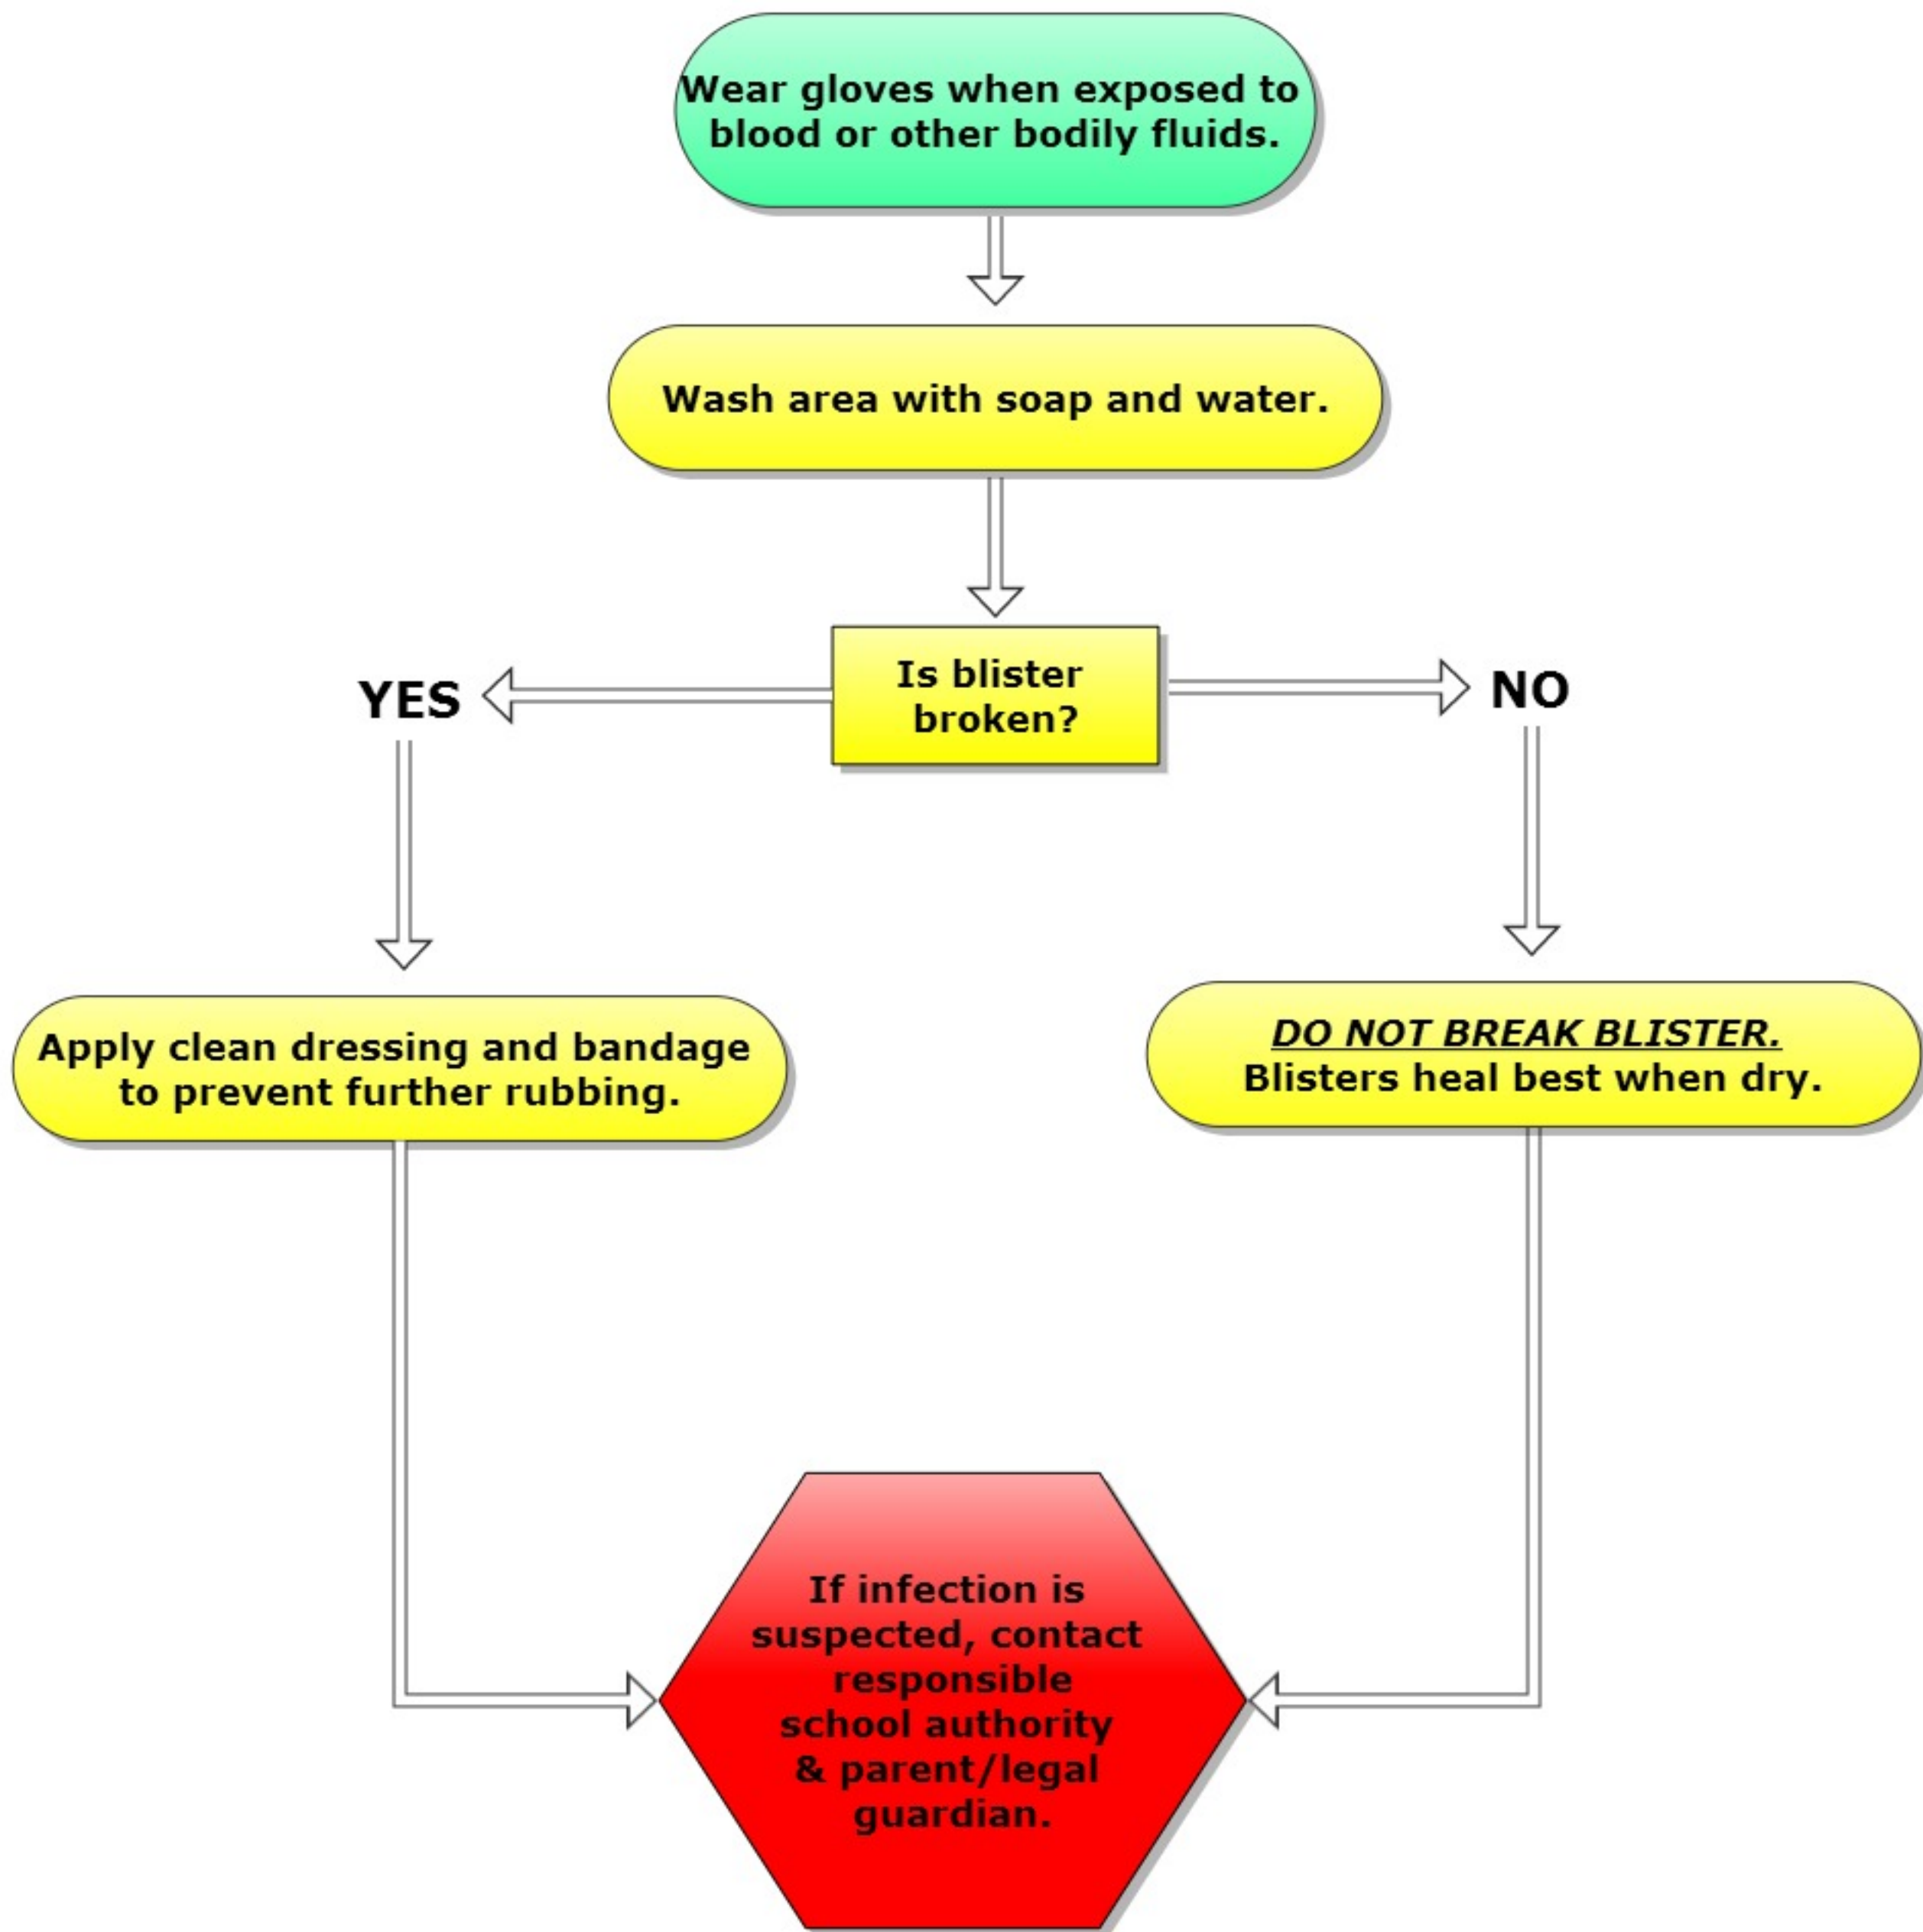 Wear gloves when exposed to
blood or other bodily fluids.
Wash area with soap and water.
Is blister
broken?
YES
NO
Apply clean dressing and bandage
to prevent further rubbing.
DO NOT BREAK BLISTER.
Blisters heal best when dry.
If infection is
suspected, contact
responsible
school authority
& parent/legal
guardian.